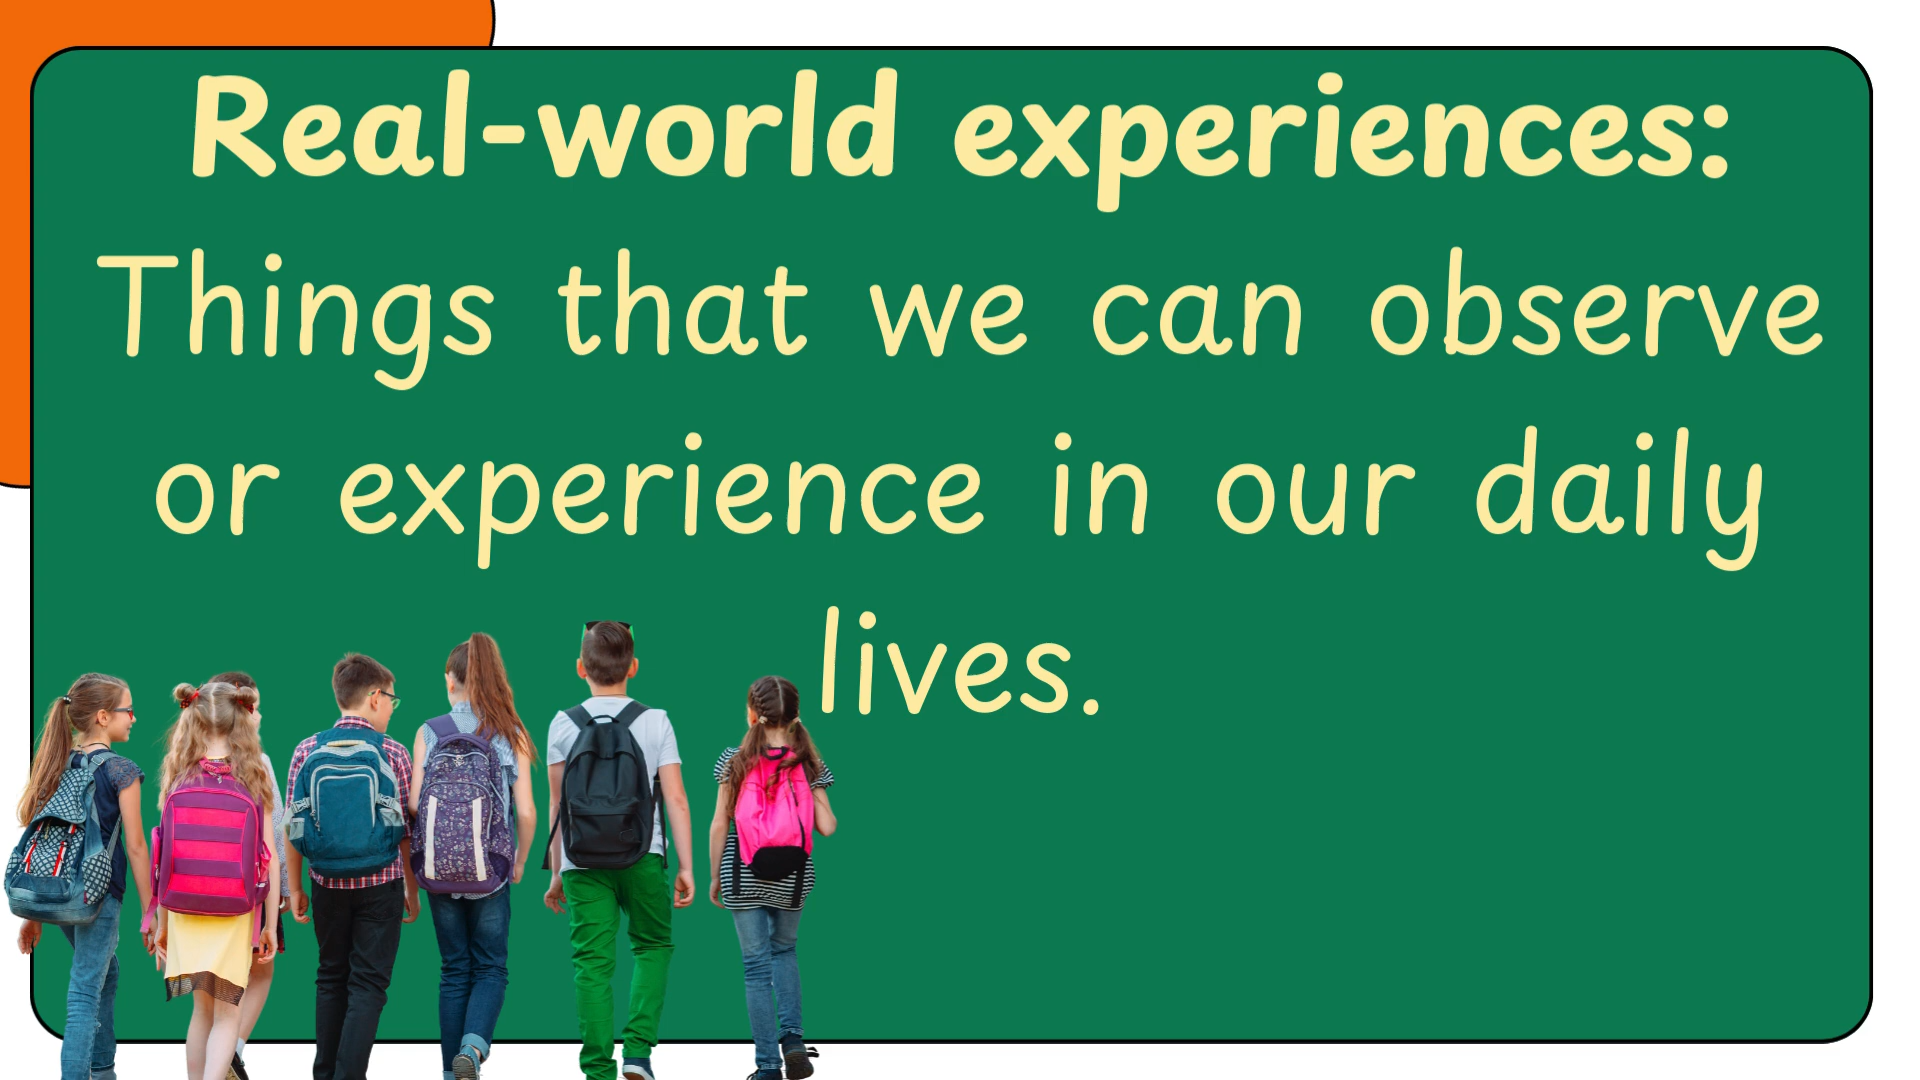 Real-world experiences:
Things that we can observe
or experience in our daily
lives.